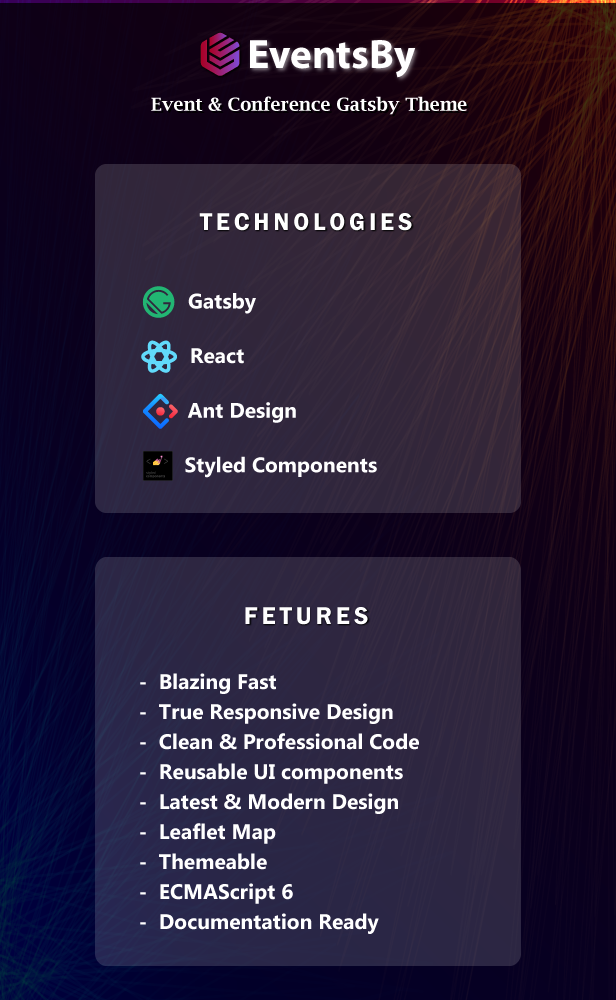 EventsBy
Event & Conference Gatsby Theme
TECHNOLOGIES
Gatsby
React
Ant Design
Styled Components
FETURES
- Blazing Fast
- True Responsive Design
- Clean & Professional Code
- Reusable UI components
- Latest & Modern Design
- Leaflet Map
- Themeable
- ECMAScript 6
- Documentation Ready